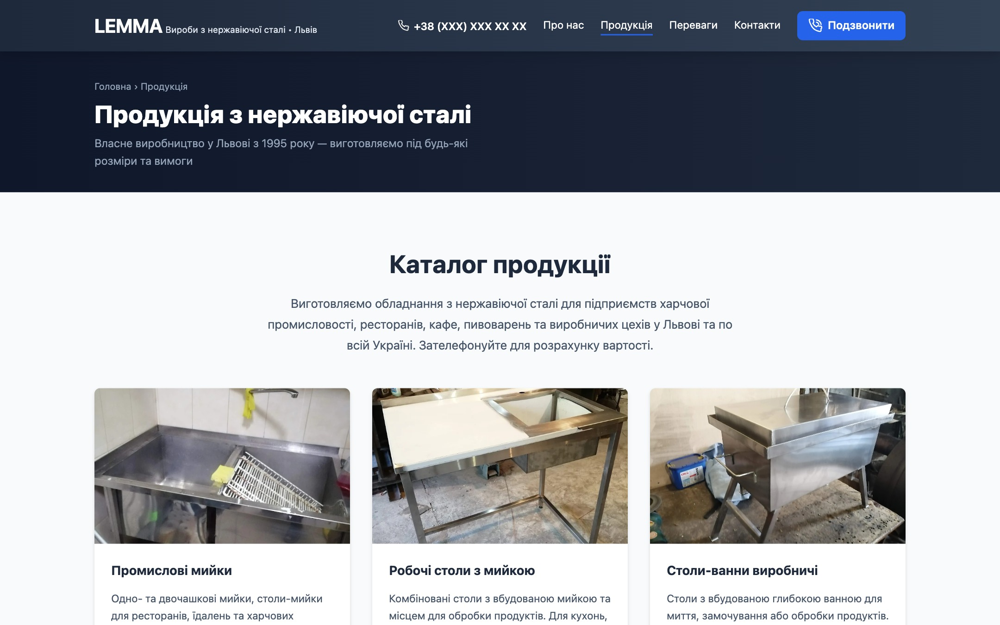 LEMMA Вироби з нержавіючої сталі • Львів
+38 (XXX) XXX XX XX
Про нас
Продукція
Переваги
Контакти
Подзвонити
Головна › Продукція
Продукція з нержавіючої сталі
Власне виробництво у Львові з 1995 року — виготовляємо під будь-які
розміри та вимоги
Каталог продукції
Виготовляємо обладнання з нержавіючої сталі для підприємств харчової
промисловості, ресторанів, кафе, пивоварень та виробничих цехів у Львові та по
всій Україні. Зателефонуйте для розрахунку вартості.
Промислові мийки
Одно- та двочашкові мийки, столи-мийки
для ресторанів, їдалень та харчових
Робочі столи з мийкою
Комбіновані столи з вбудованою мийкою та
місцем для обробки продуктів. Для кухонь,
Столи-ванни виробничі
Столи з вбудованою глибокою ванною для
миття, замочування або обробки продуктів.